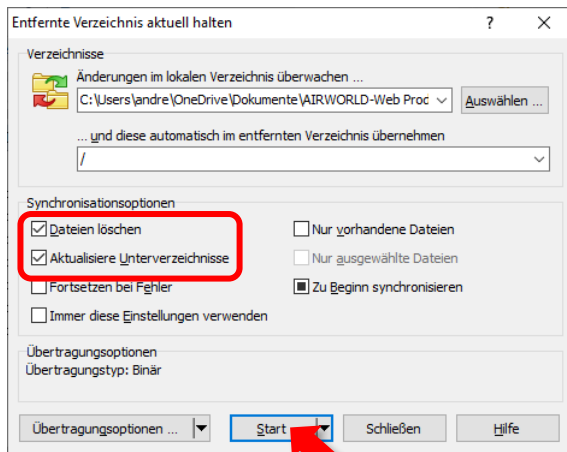 Entfernte Verzeichnis aktuell halten ? ×
Verzeichnisse
Änderungen im lokalen Verzeichnis überwachen ...
C:\Users\andre\OneDrive\Dokumente\AIRWORLD-Web Prod Auswählen ...
... und diese automatisch im entfernten Verzeichnis übernehmen
/
Synchronisationsoptionen
Dateien löschen Nur vorhandene Dateien
Aktualisiere Unterverzeichnisse Nur ausgewählte Dateien
Fortsetzen bei Fehler Zu Beginn synchronisieren
Immer diese Einstellungen verwenden
Übertragungsoptionen
Übertragungstyp: Binär
Übertragungsoptionen ... Start Schließen Hilfe